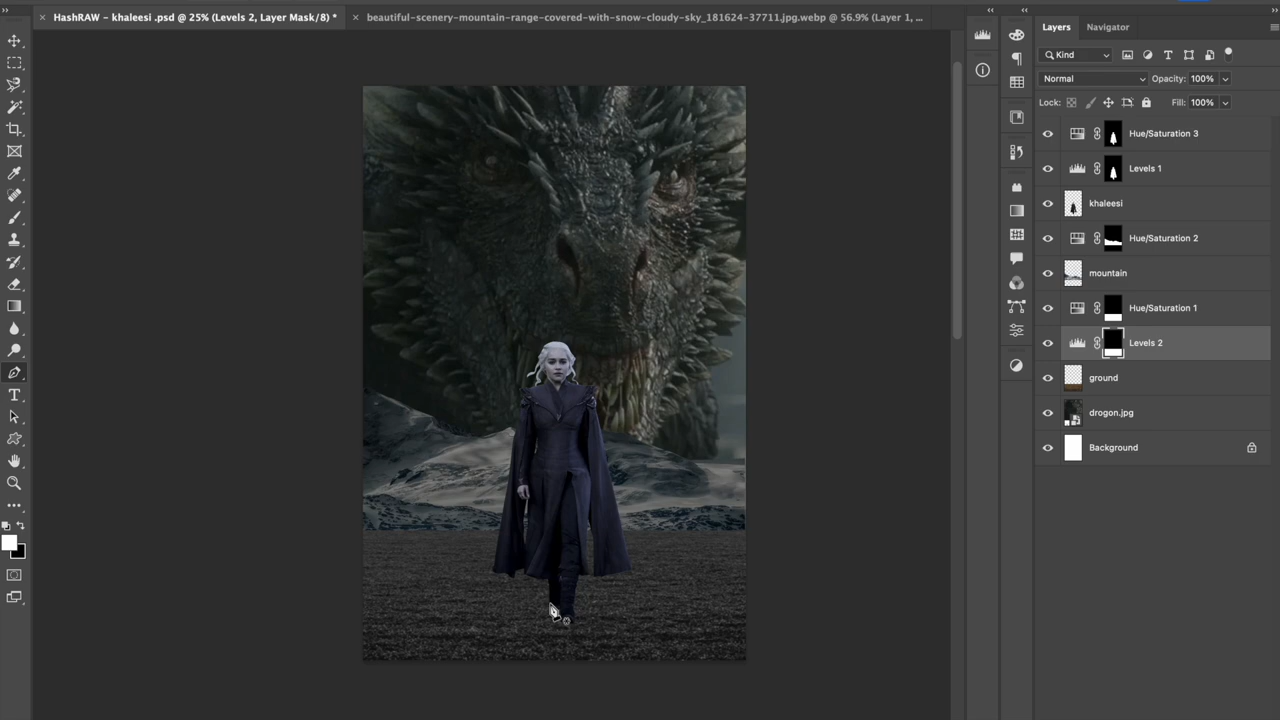 HashRAW - khaleesi .psd @ 25% (Levels 2, Layer Mask/8) *
beautiful-scenery-mountain-range-covered-with-snow-cloudy-sky_181624-37711.jpg.webp @ 56.9% (Layer 1, ...
Layers
Navigator
Kind
Normal
Opacity: 100%
Lock:
Fill: 100%
Hue/Saturation 3
Levels 1
khaleesi
Hue/Saturation 2
mountain
Hue/Saturation 1
Levels 2
ground
drogon.jpg
Background